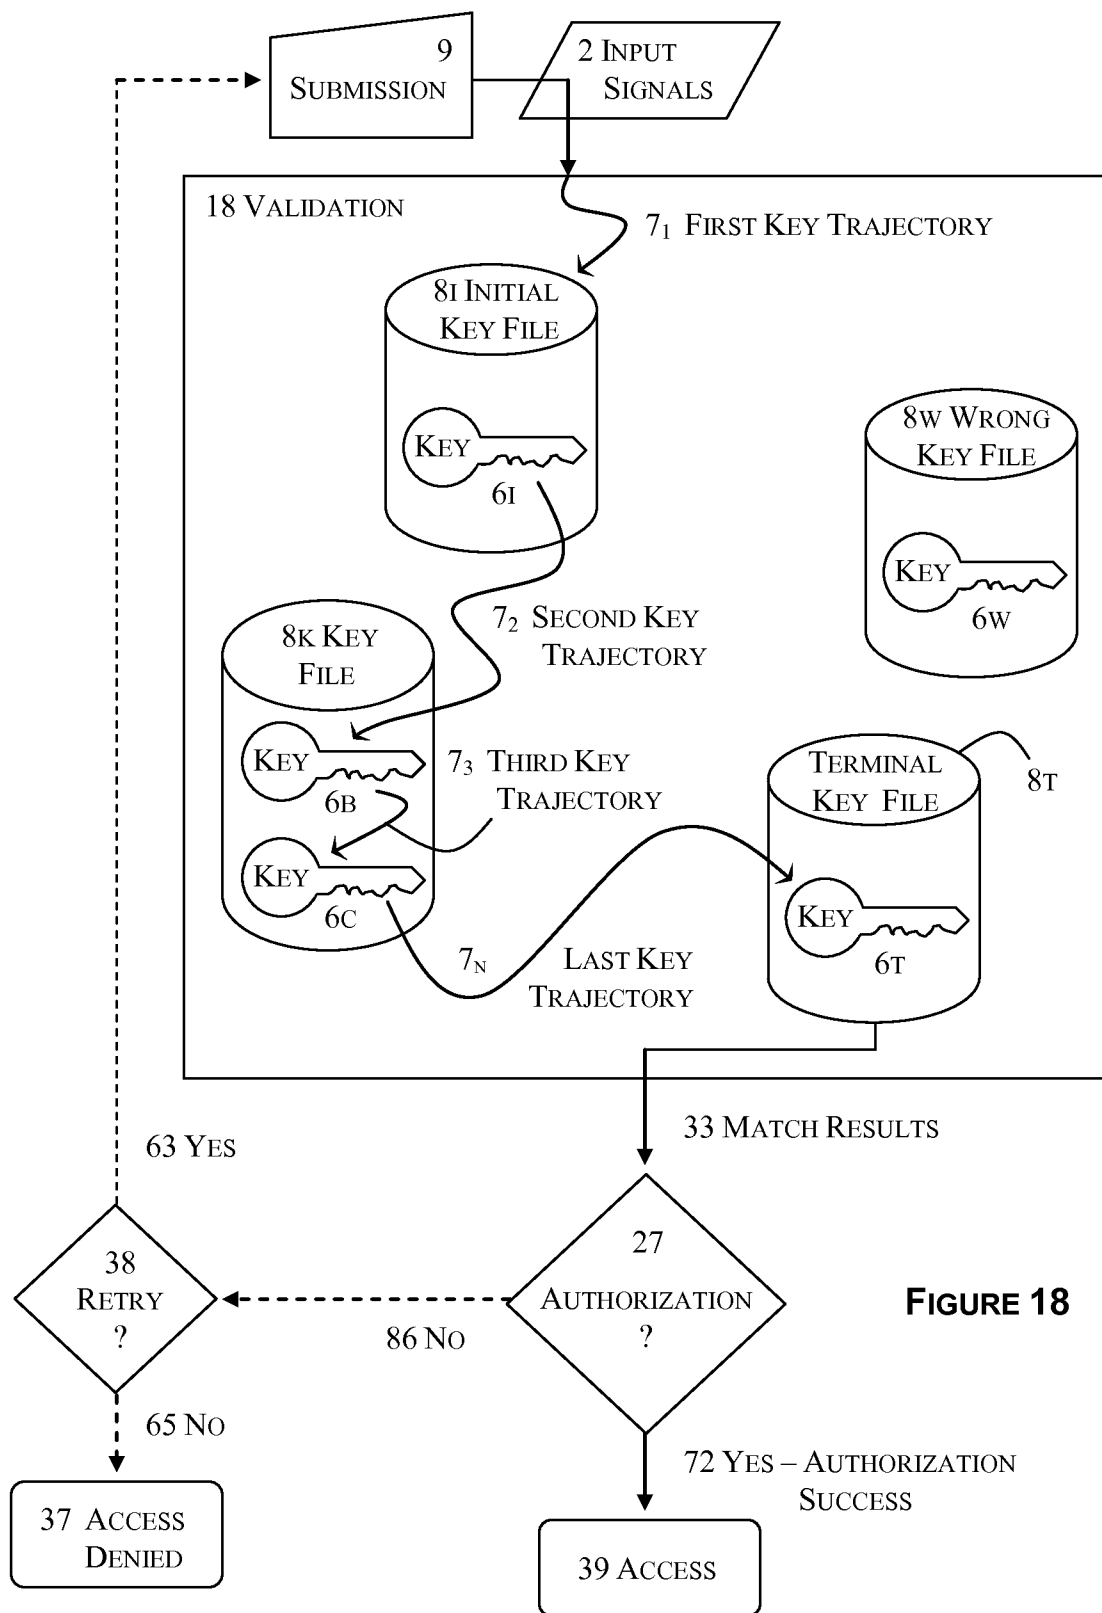 9
SUBMISSION
2 INPUT
SIGNALS
18 VALIDATION
7₁ FIRST KEY TRAJECTORY
8I INITIAL
KEY FILE
KEY
6I
8W WRONG
KEY FILE
KEY
6W
7₂ SECOND KEY
TRAJECTORY
8K KEY
FILE
KEY
6B
7₃ THIRD KEY
TRAJECTORY
KEY
6C
TERMINAL
KEY FILE
8T
KEY
6T
7N LAST KEY
TRAJECTORY
33 MATCH RESULTS
63 YES
38
RETRY
?
27
AUTHORIZATION
?
86 NO
FIGURE 18
65 NO
72 YES – AUTHORIZATION
SUCCESS
37 ACCESS
DENIED
39 ACCESS